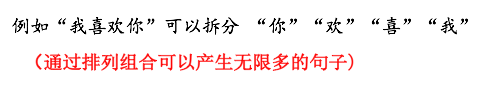 例如“我喜欢你”可以拆分 “你”“欢”“喜”“我”
（通过排列组合可以产生无限多的句子）